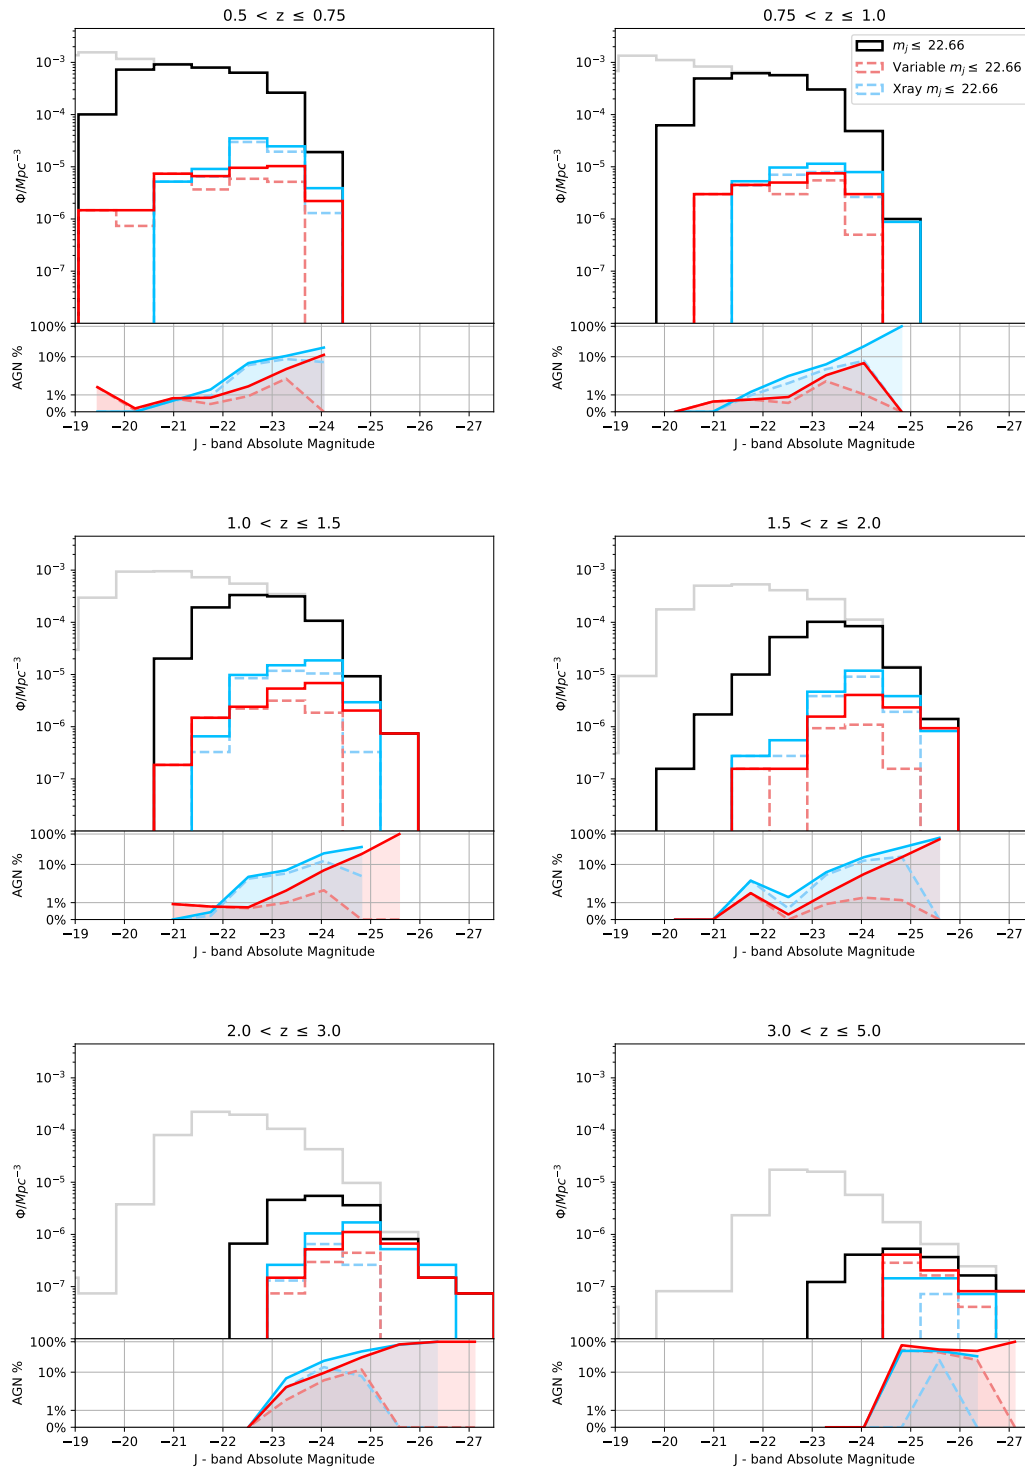 0.5 < z ≤ 0.75
10⁻³
10⁻⁴
10⁻⁵
10⁻⁶
10⁻⁷
Φ/Mpc⁻³
100%
10%
1%
0%
AGN %
−19 −20 −21 −22 −23 −24 −25 −26 −27
J - band Absolute Magnitude
0.75 < z ≤ 1.0
m_j ≤ 22.66
Variable m_j ≤ 22.66
Xray m_j ≤ 22.66
10⁻³
10⁻⁴
10⁻⁵
10⁻⁶
10⁻⁷
Φ/Mpc⁻³
100%
10%
1%
0%
AGN %
−19 −20 −21 −22 −23 −24 −25 −26 −27
J - band Absolute Magnitude
1.0 < z ≤ 1.5
10⁻³
10⁻⁴
10⁻⁵
10⁻⁶
10⁻⁷
Φ/Mpc⁻³
100%
10%
1%
0%
AGN %
−19 −20 −21 −22 −23 −24 −25 −26 −27
J - band Absolute Magnitude
1.5 < z ≤ 2.0
10⁻³
10⁻⁴
10⁻⁵
10⁻⁶
10⁻⁷
Φ/Mpc⁻³
100%
10%
1%
0%
AGN %
−19 −20 −21 −22 −23 −24 −25 −26 −27
J - band Absolute Magnitude
2.0 < z ≤ 3.0
10⁻³
10⁻⁴
10⁻⁵
10⁻⁶
10⁻⁷
Φ/Mpc⁻³
100%
10%
1%
0%
AGN %
−19 −20 −21 −22 −23 −24 −25 −26 −27
J - band Absolute Magnitude
3.0 < z ≤ 5.0
10⁻³
10⁻⁴
10⁻⁵
10⁻⁶
10⁻⁷
Φ/Mpc⁻³
100%
10%
1%
0%
AGN %
−19 −20 −21 −22 −23 −24 −25 −26 −27
J - band Absolute Magnitude